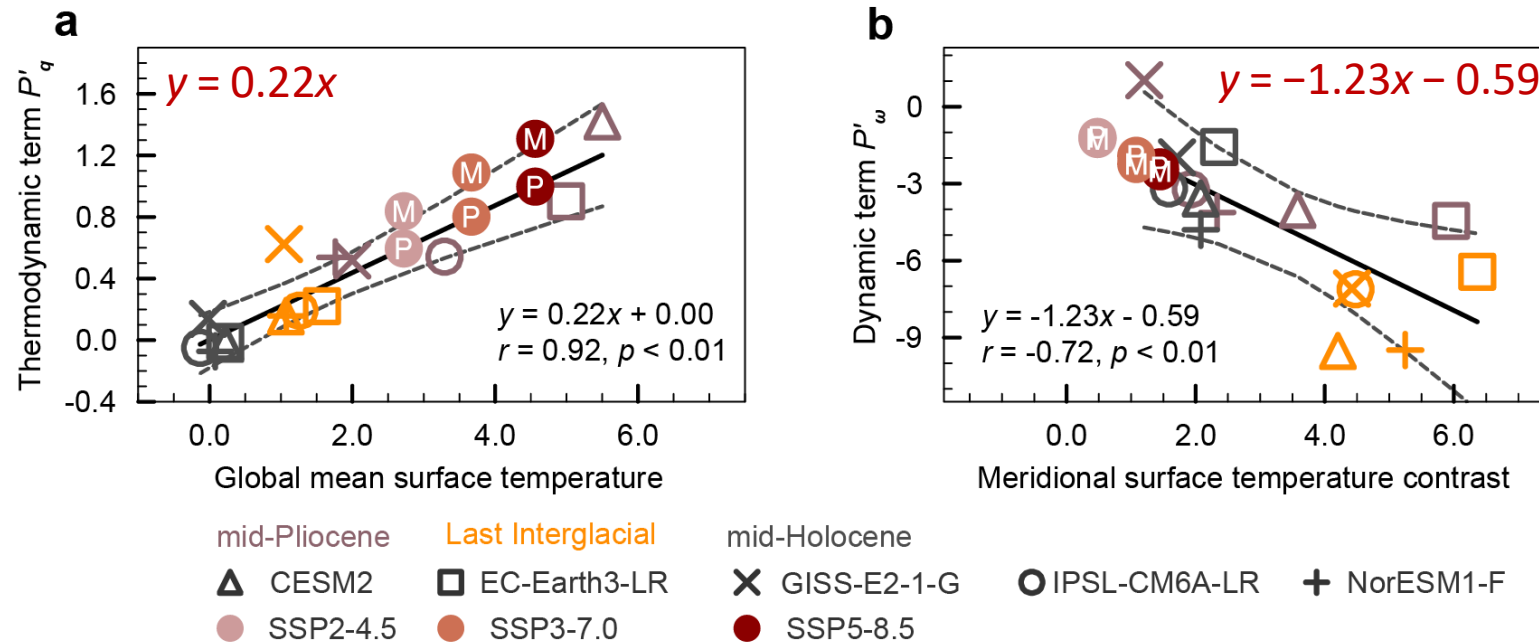 a
y = 0.22x
Thermodynamic term P'q
1.6
1.2
0.8
0.4
0.0
-0.4
M
M
M
P
P
P
y = 0.22x + 0.00
r = 0.92, p < 0.01
0.0 2.0 4.0 6.0
Global mean surface temperature
b
y = −1.23x − 0.59
Dynamic term P'ω
0
-3
-6
-9
P
M
P
M
P
M
y = -1.23x - 0.59
r = -0.72, p < 0.01
0.0 2.0 4.0 6.0
Meridional surface temperature contrast
mid-Pliocene Last Interglacial mid-Holocene
CESM2 EC-Earth3-LR GISS-E2-1-G IPSL-CM6A-LR NorESM1-F
SSP2-4.5 SSP3-7.0 SSP5-8.5